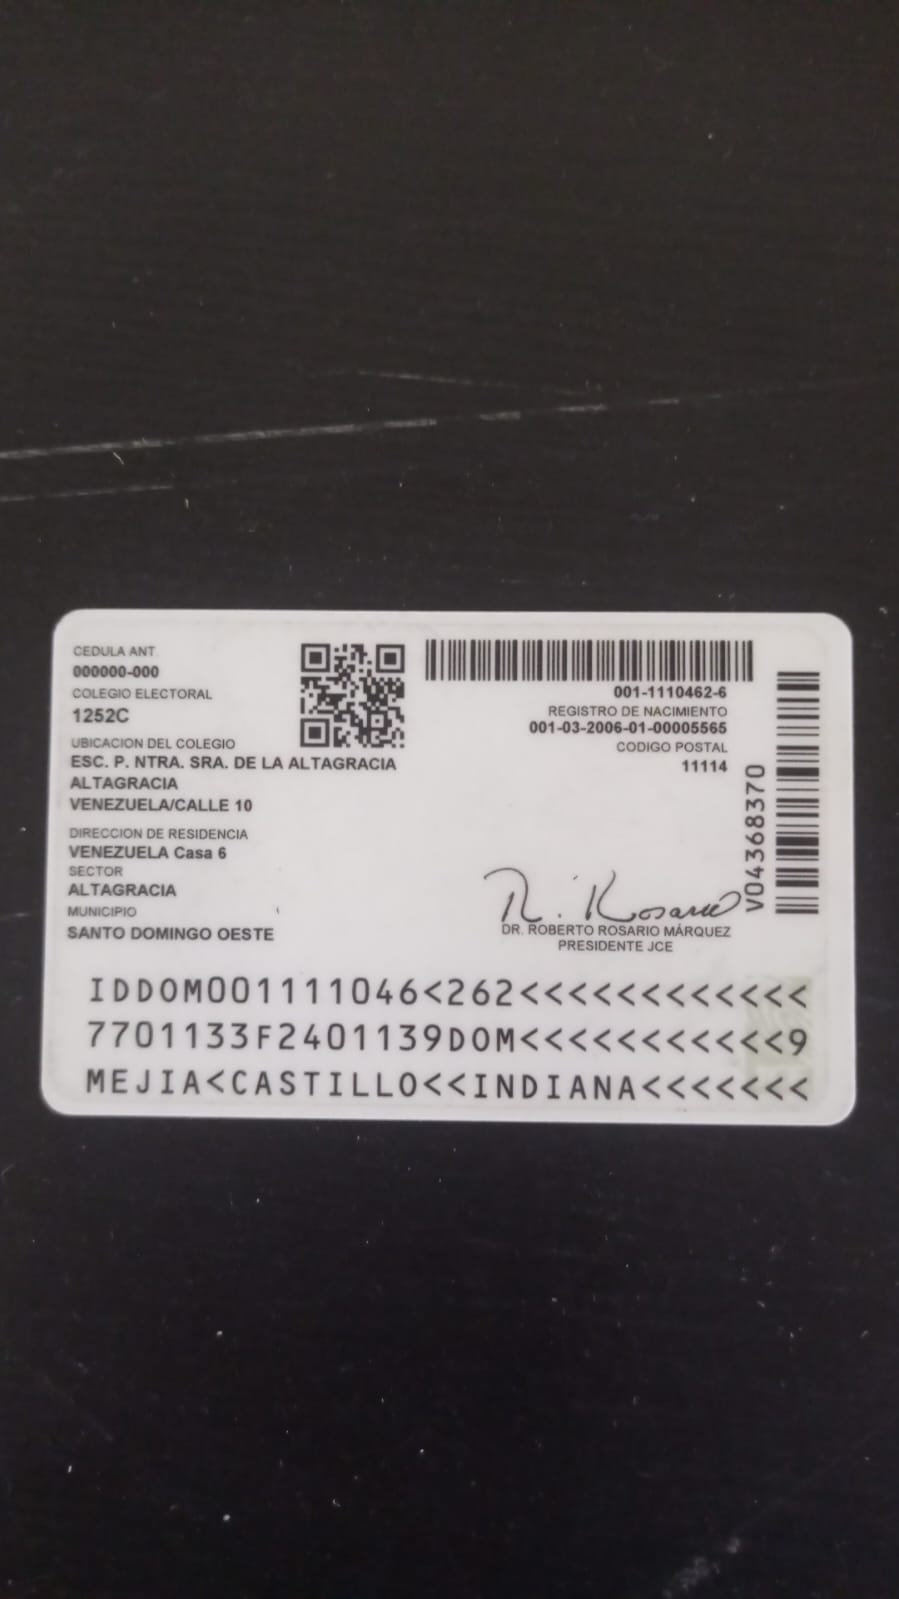 CEDULA ANT.
000000-000
COLEGIO ELECTORAL
1252C
UBICACION DEL COLEGIO
ESC. P. NTRA. SRA. DE LA ALTAGRACIA
ALTAGRACIA
VENEZUELA/CALLE 10
DIRECCION DE RESIDENCIA
VENEZUELA Casa 6
SECTOR
ALTAGRACIA
MUNICIPIO
SANTO DOMINGO OESTE
001-1110462-6
REGISTRO DE NACIMIENTO
001-03-2006-01-00005565
CODIGO POSTAL
11114
V04368370
R. Rosario
DR. ROBERTO ROSARIO MÁRQUEZ
PRESIDENTE JCE
IDDOM001111046<262<<<<<<<<<<<<<
7701133F2401139DOM<<<<<<<<<<<<9
MEJIA<CASTILLO<<INDIANA<<<<<<<<